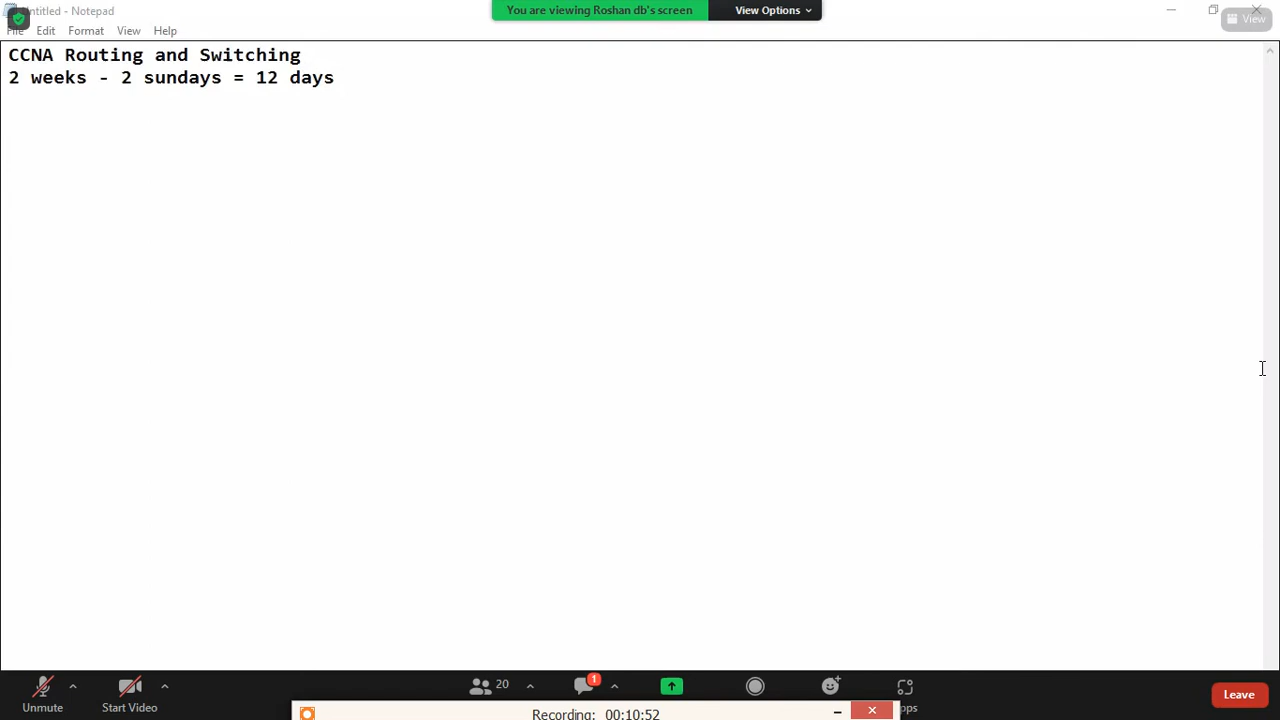 Untitled - Notepad
You are viewing Roshan db's screen
View Options
View
File Edit Format View Help
CCNA Routing and Switching
2 weeks - 2 sundays = 12 days
20
1
Unmute
Start Video
Leave
Recording: 00:10:52